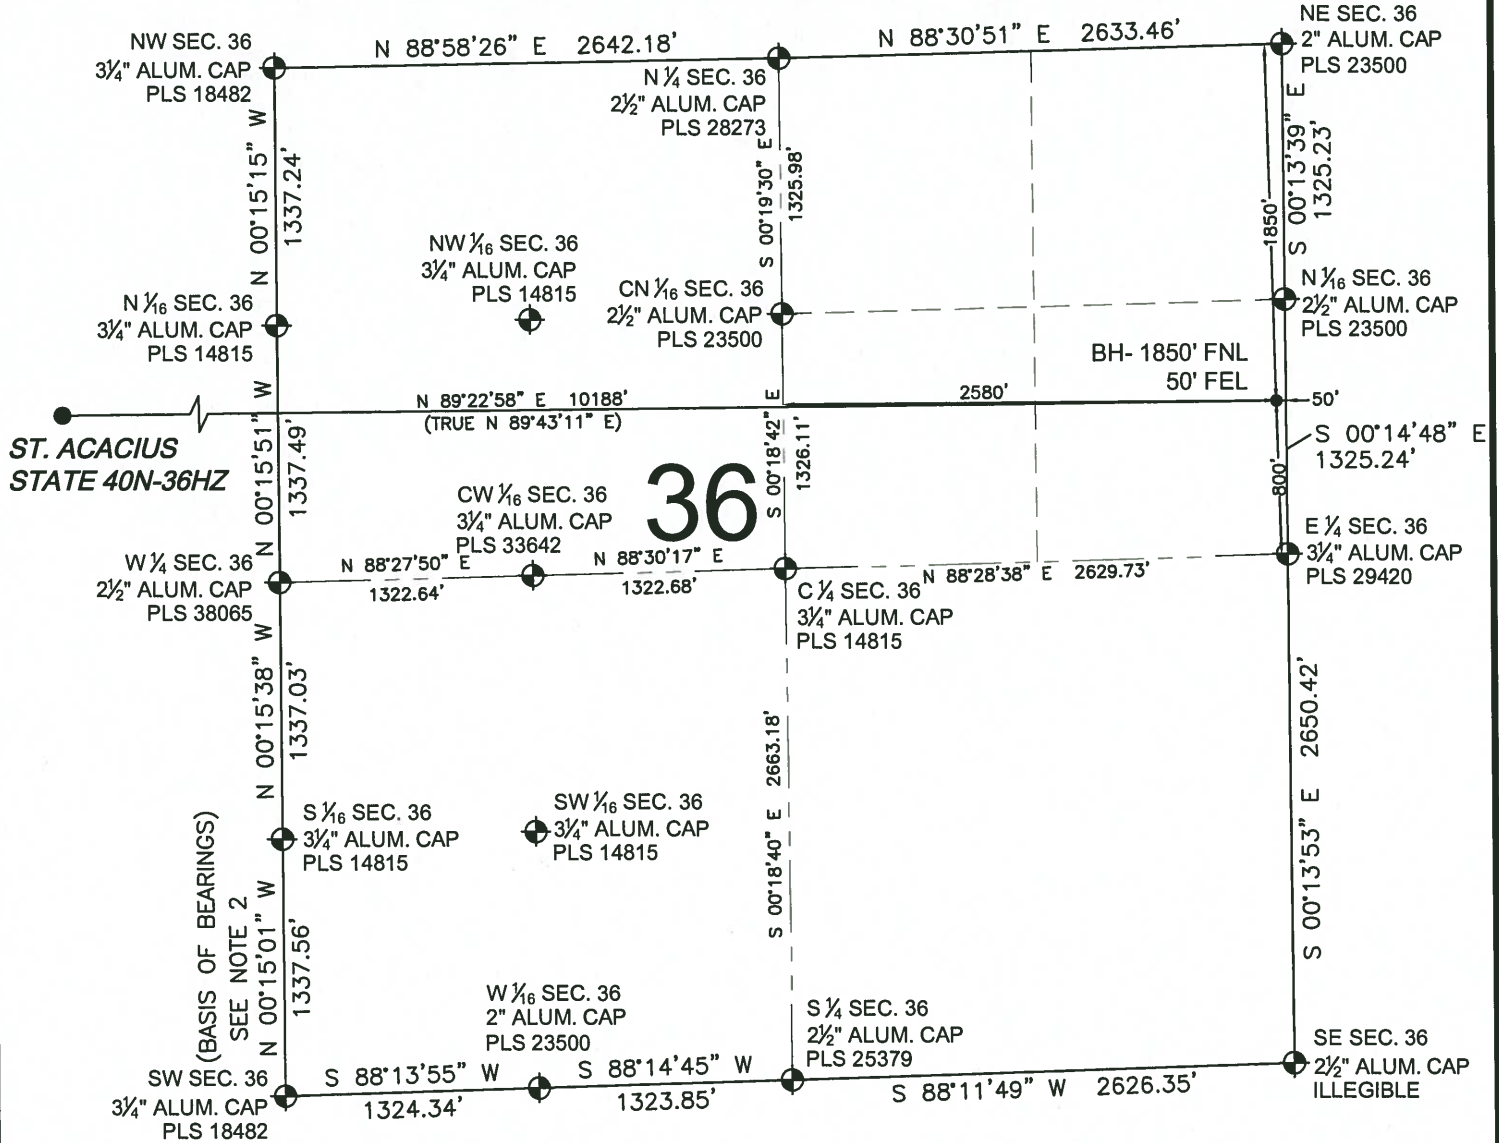 NW SEC. 36
3¼" ALUM. CAP
PLS 18482
N 88°58'26" E 2642.18'
N ¼ SEC. 36
2½" ALUM. CAP
PLS 28273
N 88°30'51" E 2633.46'
NE SEC. 36
2" ALUM. CAP
PLS 23500
N 00°15'15" W
1337.24'
S 00°19'30" E
1325.98'
1850'
S 00°13'39" E
1325.23'
NW 1⁄16 SEC. 36
3¼" ALUM. CAP
PLS 14815
N 1⁄16 SEC. 36
3¼" ALUM. CAP
PLS 14815
CN 1⁄16 SEC. 36
2½" ALUM. CAP
PLS 23500
N 1⁄16 SEC. 36
2½" ALUM. CAP
PLS 23500
BH- 1850' FNL
50' FEL
N 89°22'58" E 10188'
(TRUE N 89°43'11" E)
2580'
50'
ST. ACACIUS
STATE 40N-36HZ
N 00°15'51" W
1337.49'
36
S 00°18'42" E
1326.11'
800'
S 00°14'48" E
1325.24'
CW 1⁄16 SEC. 36
3¼" ALUM. CAP
PLS 33642
W ¼ SEC. 36
2½" ALUM. CAP
PLS 38065
N 88°27'50" E
1322.64'
N 88°30'17" E
1322.68'
C ¼ SEC. 36
3¼" ALUM. CAP
PLS 14815
N 88°28'38" E 2629.73'
E ¼ SEC. 36
3¼" ALUM. CAP
PLS 29420
N 00°15'38" W
1337.03'
S 00°18'40" E 2663.18'
S 00°13'53" E 2650.42'
S 1⁄16 SEC. 36
3¼" ALUM. CAP
PLS 14815
SW 1⁄16 SEC. 36
3¼" ALUM. CAP
PLS 14815
(BASIS OF BEARINGS)
SEE NOTE 2
N 00°15'01" W
1337.56'
W 1⁄16 SEC. 36
2" ALUM. CAP
PLS 23500
S ¼ SEC. 36
2½" ALUM. CAP
PLS 25379
SE SEC. 36
2½" ALUM. CAP
ILLEGIBLE
SW SEC. 36
3¼" ALUM. CAP
PLS 18482
S 88°13'55" W
1324.34'
S 88°14'45" W
1323.85'
S 88°11'49" W 2626.35'